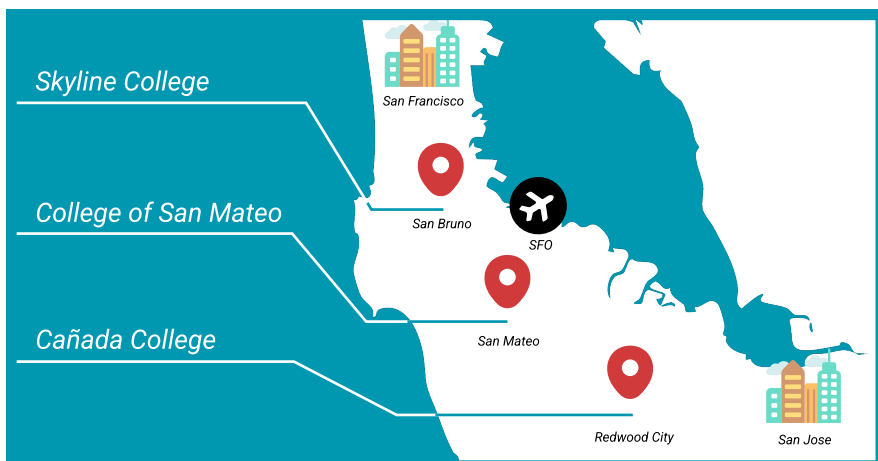 Skyline College
San Francisco
College of San Mateo
San Bruno
SFO
Cañada College
San Mateo
Redwood City
San Jose